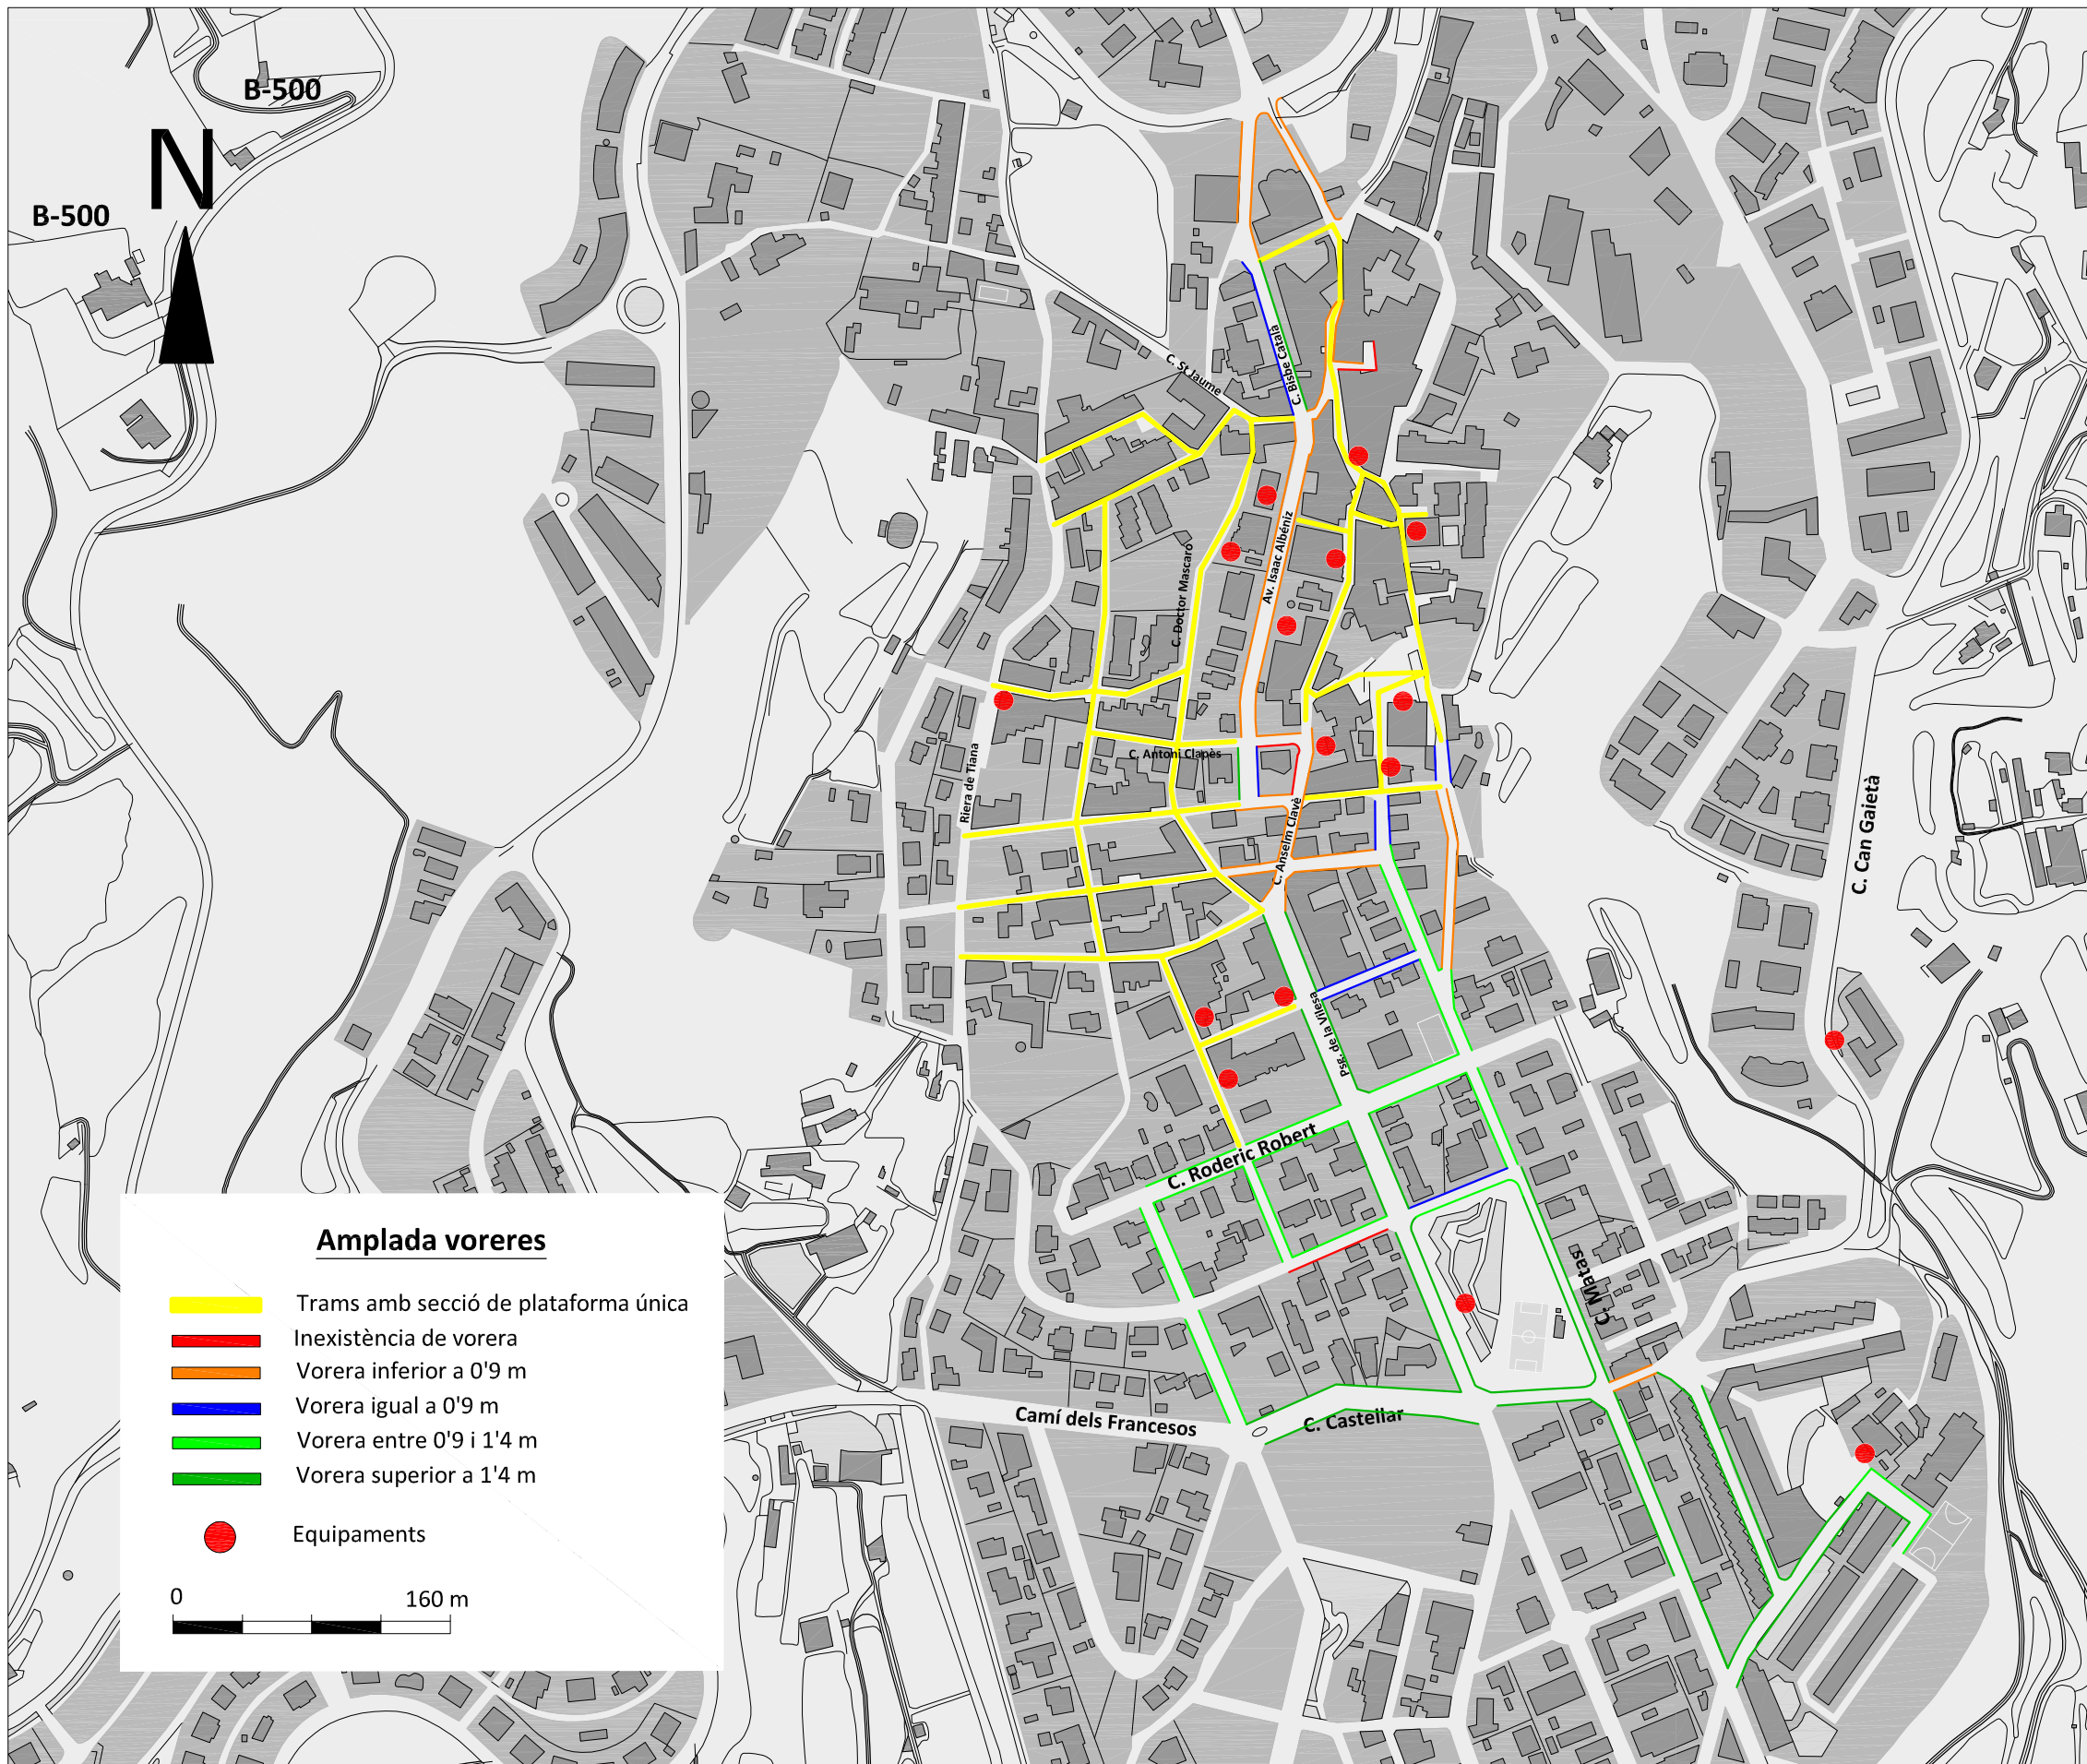 B-500
N
B-500
C. Bisbe Català
C. St Jaume
Av. Isaac Albéniz
C. Doctor Mascaró
C. Antoni Clapès
Riera de Tiana
C. Anselm Clavè
C. Can Gaietà
Psg. de la Vilesa
C. Roderic Robert
C. Matas
Camí dels Francesos
C. Castellar
Amplada voreres
Trams amb secció de plataforma única
Inexistència de vorera
Vorera inferior a 0'9 m
Vorera igual a 0'9 m
Vorera entre 0'9 i 1'4 m
Vorera superior a 1'4 m
Equipaments
0 160 m